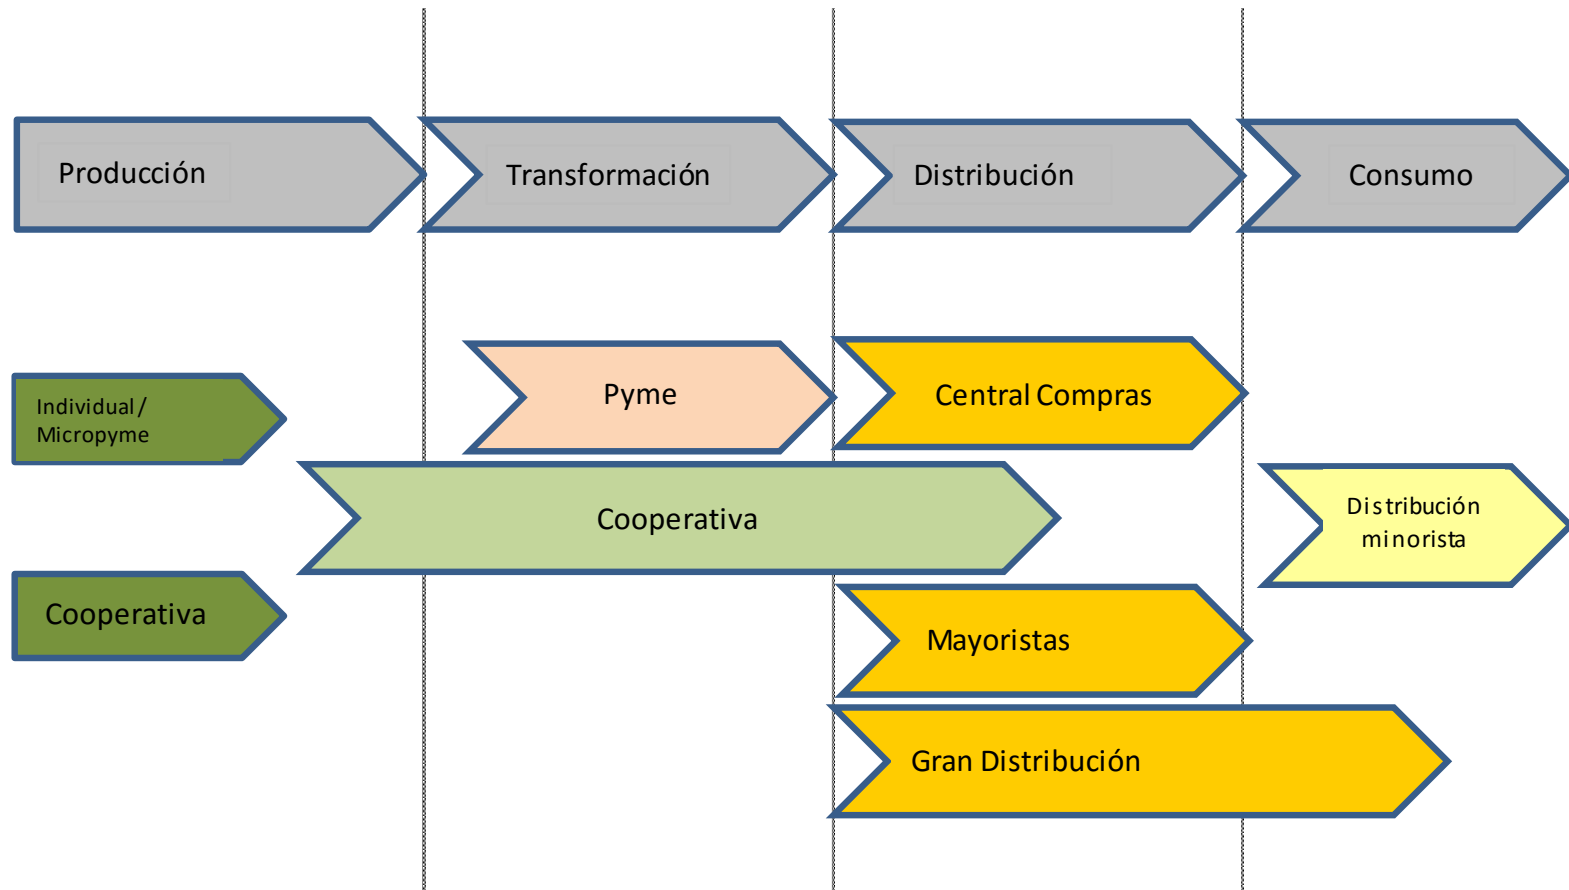 Producción
Transformación
Distribución
Consumo
Individual /
Micropyme
Pyme
Central Compras
Cooperativa
Distribución
minorista
Cooperativa
Mayoristas
Gran Distribución